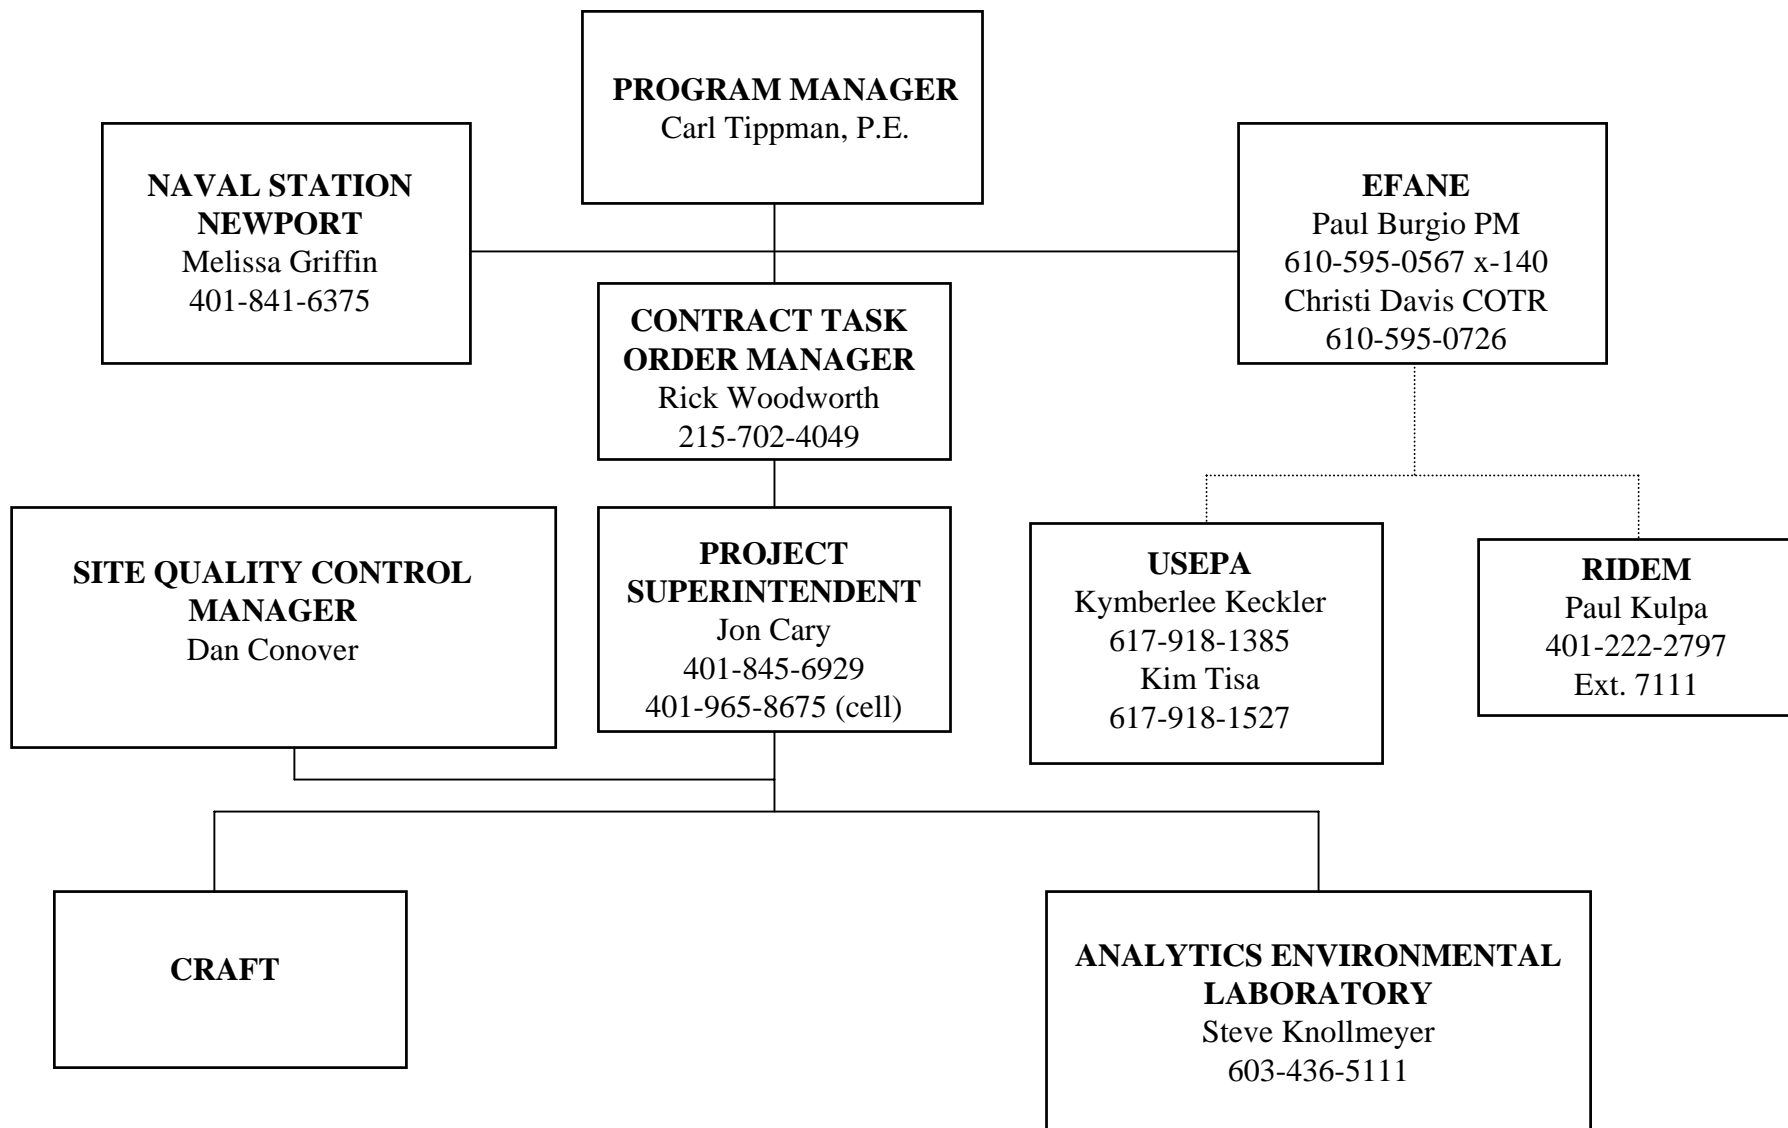 PROGRAM MANAGER
Carl Tippman, P.E.
NAVAL STATION
NEWPORT
Melissa Griffin
401-841-6375
EFANE
Paul Burgio PM
610-595-0567 x-140
Christi Davis COTR
610-595-0726
CONTRACT TASK
ORDER MANAGER
Rick Woodworth
215-702-4049
SITE QUALITY CONTROL
MANAGER
Dan Conover
PROJECT
SUPERINTENDENT
Jon Cary
401-845-6929
401-965-8675 (cell)
USEPA
Kymberlee Keckler
617-918-1385
Kim Tisa
617-918-1527
RIDEM
Paul Kulpa
401-222-2797
Ext. 7111
CRAFT
ANALYTICS ENVIRONMENTAL
LABORATORY
Steve Knollmeyer
603-436-5111